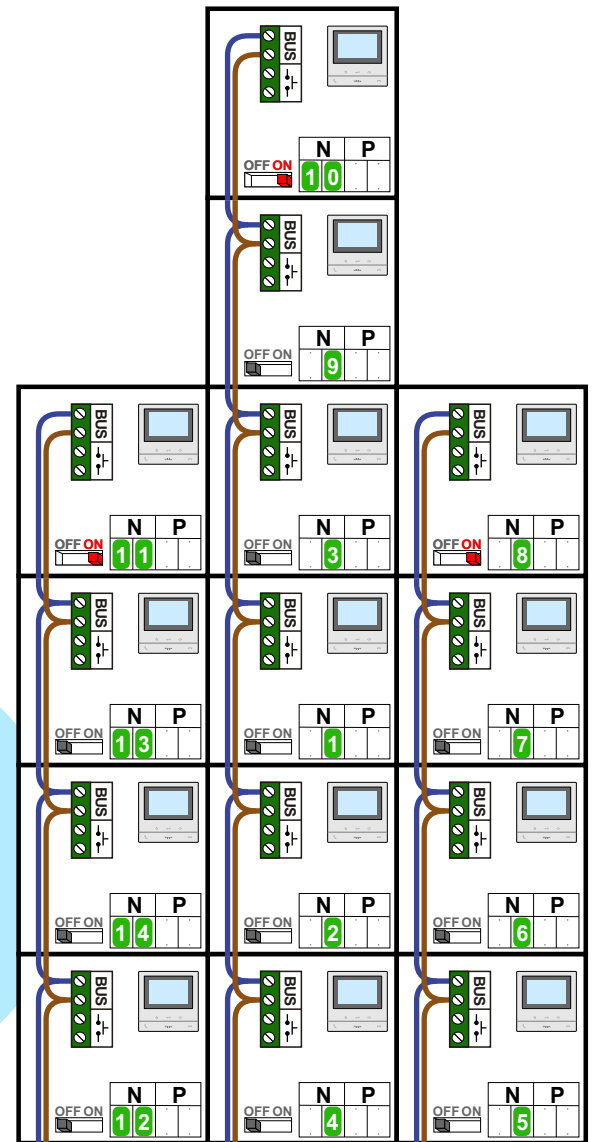 BUS
N P
OFF ON
1 0
BUS
N P
OFF ON
9
BUS BUS BUS
N P N P N P
OFF ON OFF ON OFF ON
1 1 3 8
BUS BUS BUS
N P N P N P
OFF ON OFF ON OFF ON
1 3 1 7
BUS BUS BUS
N P N P N P
OFF ON OFF ON OFF ON
1 4 2 6
BUS BUS BUS
N P N P N P
OFF ON OFF ON OFF ON
1 2 4 5